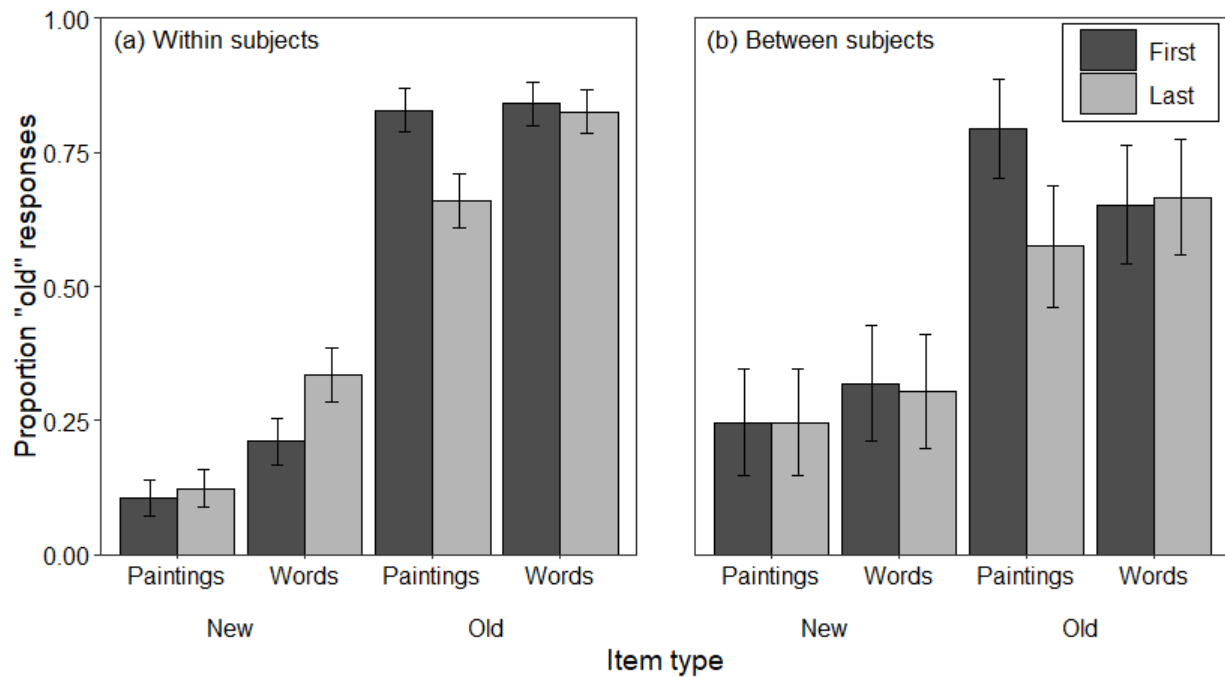 Proportion "old" responses
1.00
0.75
0.50
0.25
0.00
(a) Within subjects
Paintings Words Paintings Words
New Old
(b) Between subjects
First
Last
Paintings Words Paintings Words
New Old
Item type